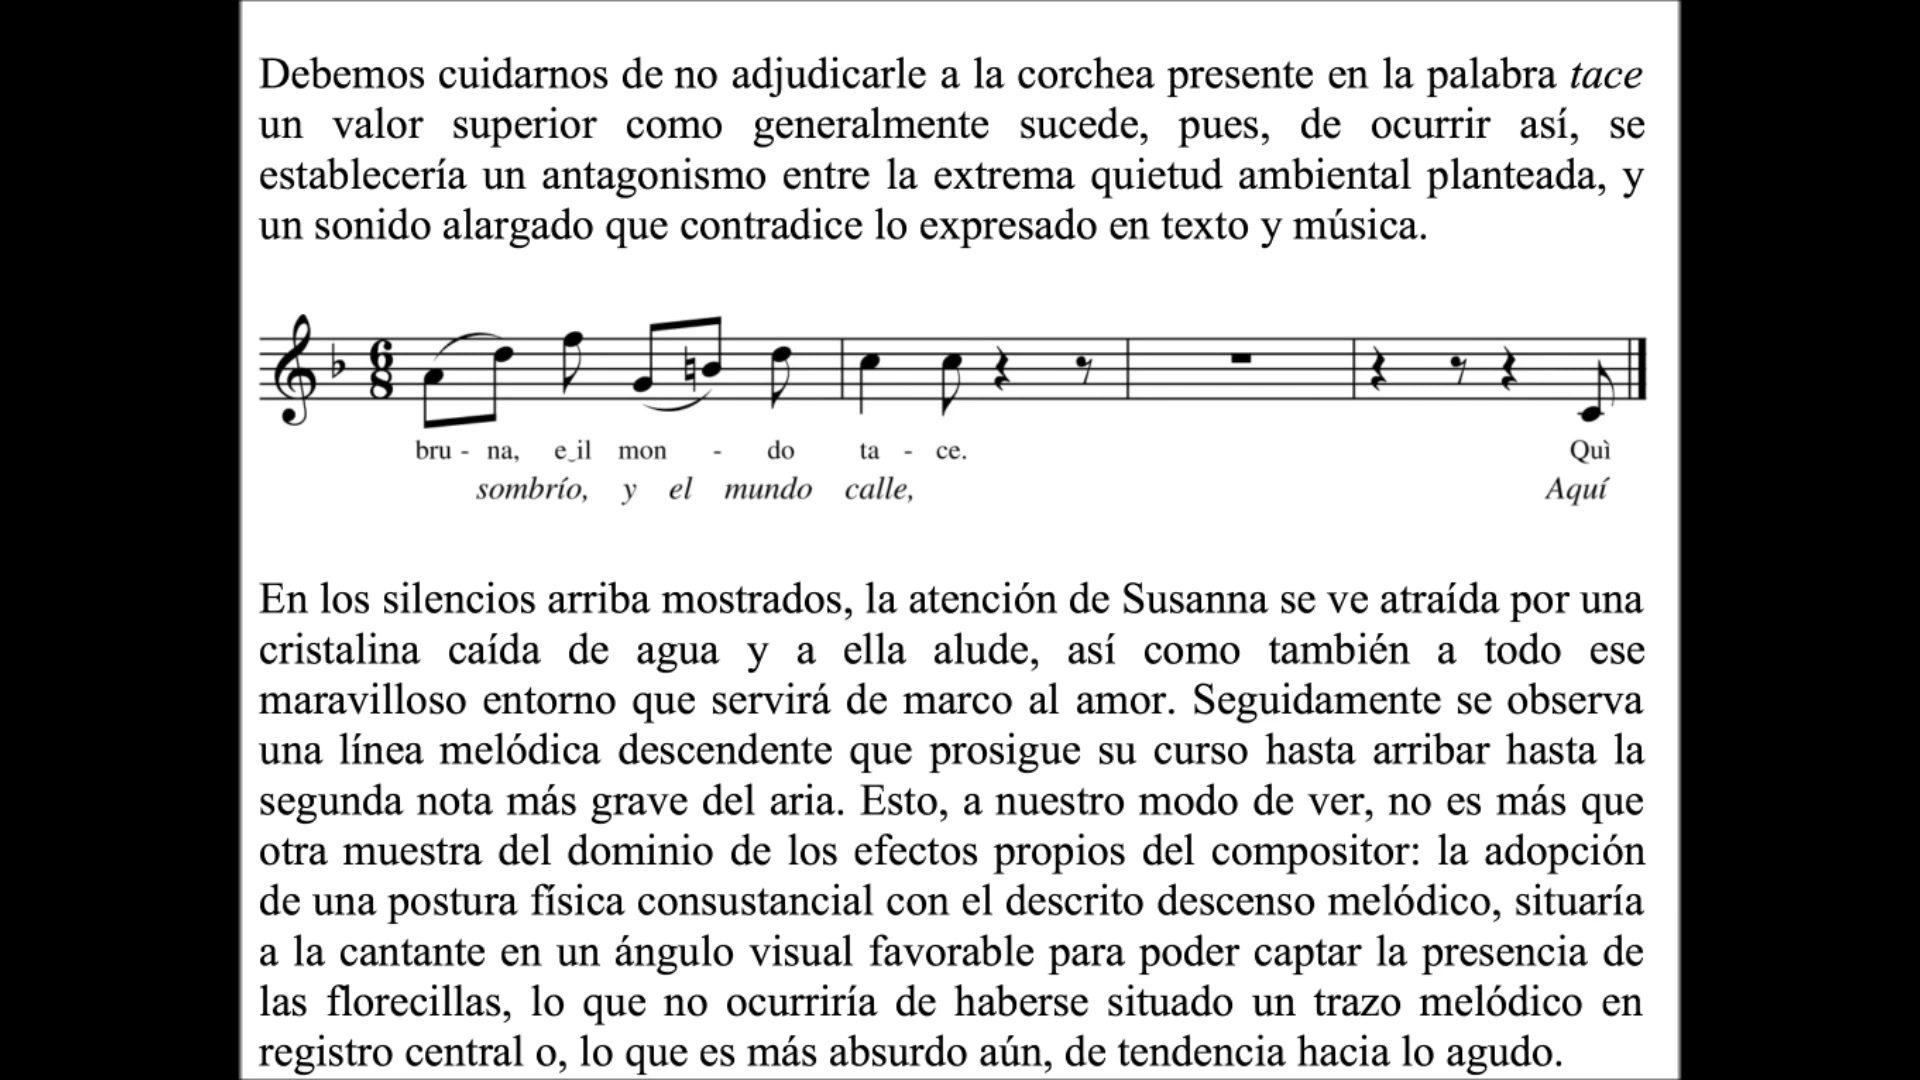 Debemos cuidarnos de no adjudicarle a la corchea presente en la palabra tace
un valor superior como generalmente sucede, pues, de ocurrir así, se
establecería un antagonismo entre la extrema quietud ambiental planteada, y
un sonido alargado que contradice lo expresado en texto y música.
6
8
bru - na, e‿il mon - do ta - ce. Quì
sombrío, y el mundo calle, Aquí
En los silencios arriba mostrados, la atención de Susanna se ve atraída por una
cristalina caída de agua y a ella alude, así como también a todo ese
maravilloso entorno que servirá de marco al amor. Seguidamente se observa
una línea melódica descendente que prosigue su curso hasta arribar hasta la
segunda nota más grave del aria. Esto, a nuestro modo de ver, no es más que
otra muestra del dominio de los efectos propios del compositor: la adopción
de una postura física consustancial con el descrito descenso melódico, situaría
a la cantante en un ángulo visual favorable para poder captar la presencia de
las florecillas, lo que no ocurriría de haberse situado un trazo melódico en
registro central o, lo que es más absurdo aún, de tendencia hacia lo agudo.